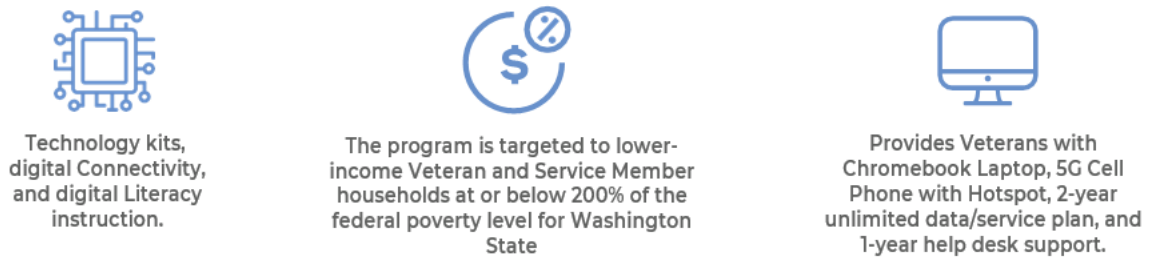 $
%
Technology kits,
digital Connectivity,
and digital Literacy
instruction.
The program is targeted to lower-
income Veteran and Service Member
households at or below 200% of the
federal poverty level for Washington
State
Provides Veterans with
Chromebook Laptop, 5G Cell
Phone with Hotspot, 2-year
unlimited data/service plan, and
1-year help desk support.